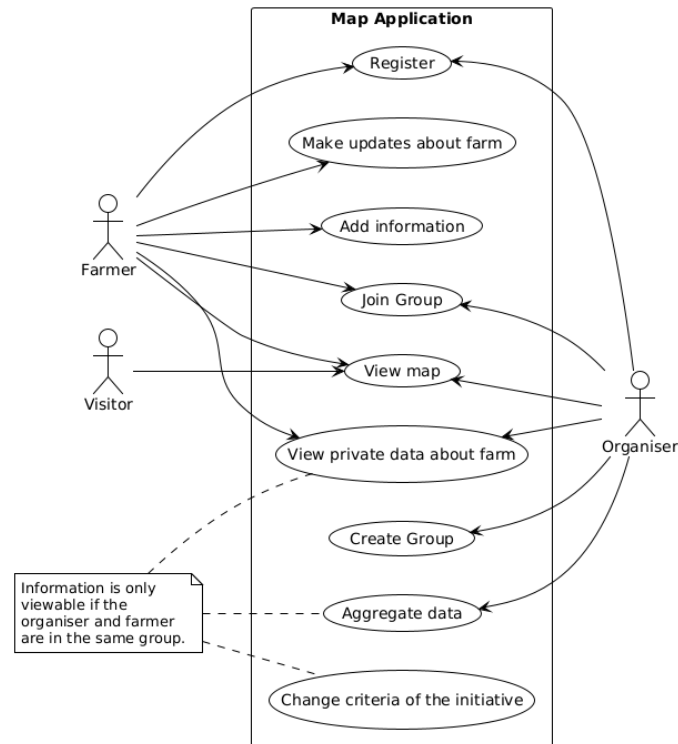 Map Application
Register
Make updates about farm
Add information
Farmer
Join Group
View map
Visitor
Organiser
View private data about farm
Create Group
Information is only
viewable if the
organiser and farmer
are in the same group.
Aggregate data
Change criteria of the initiative